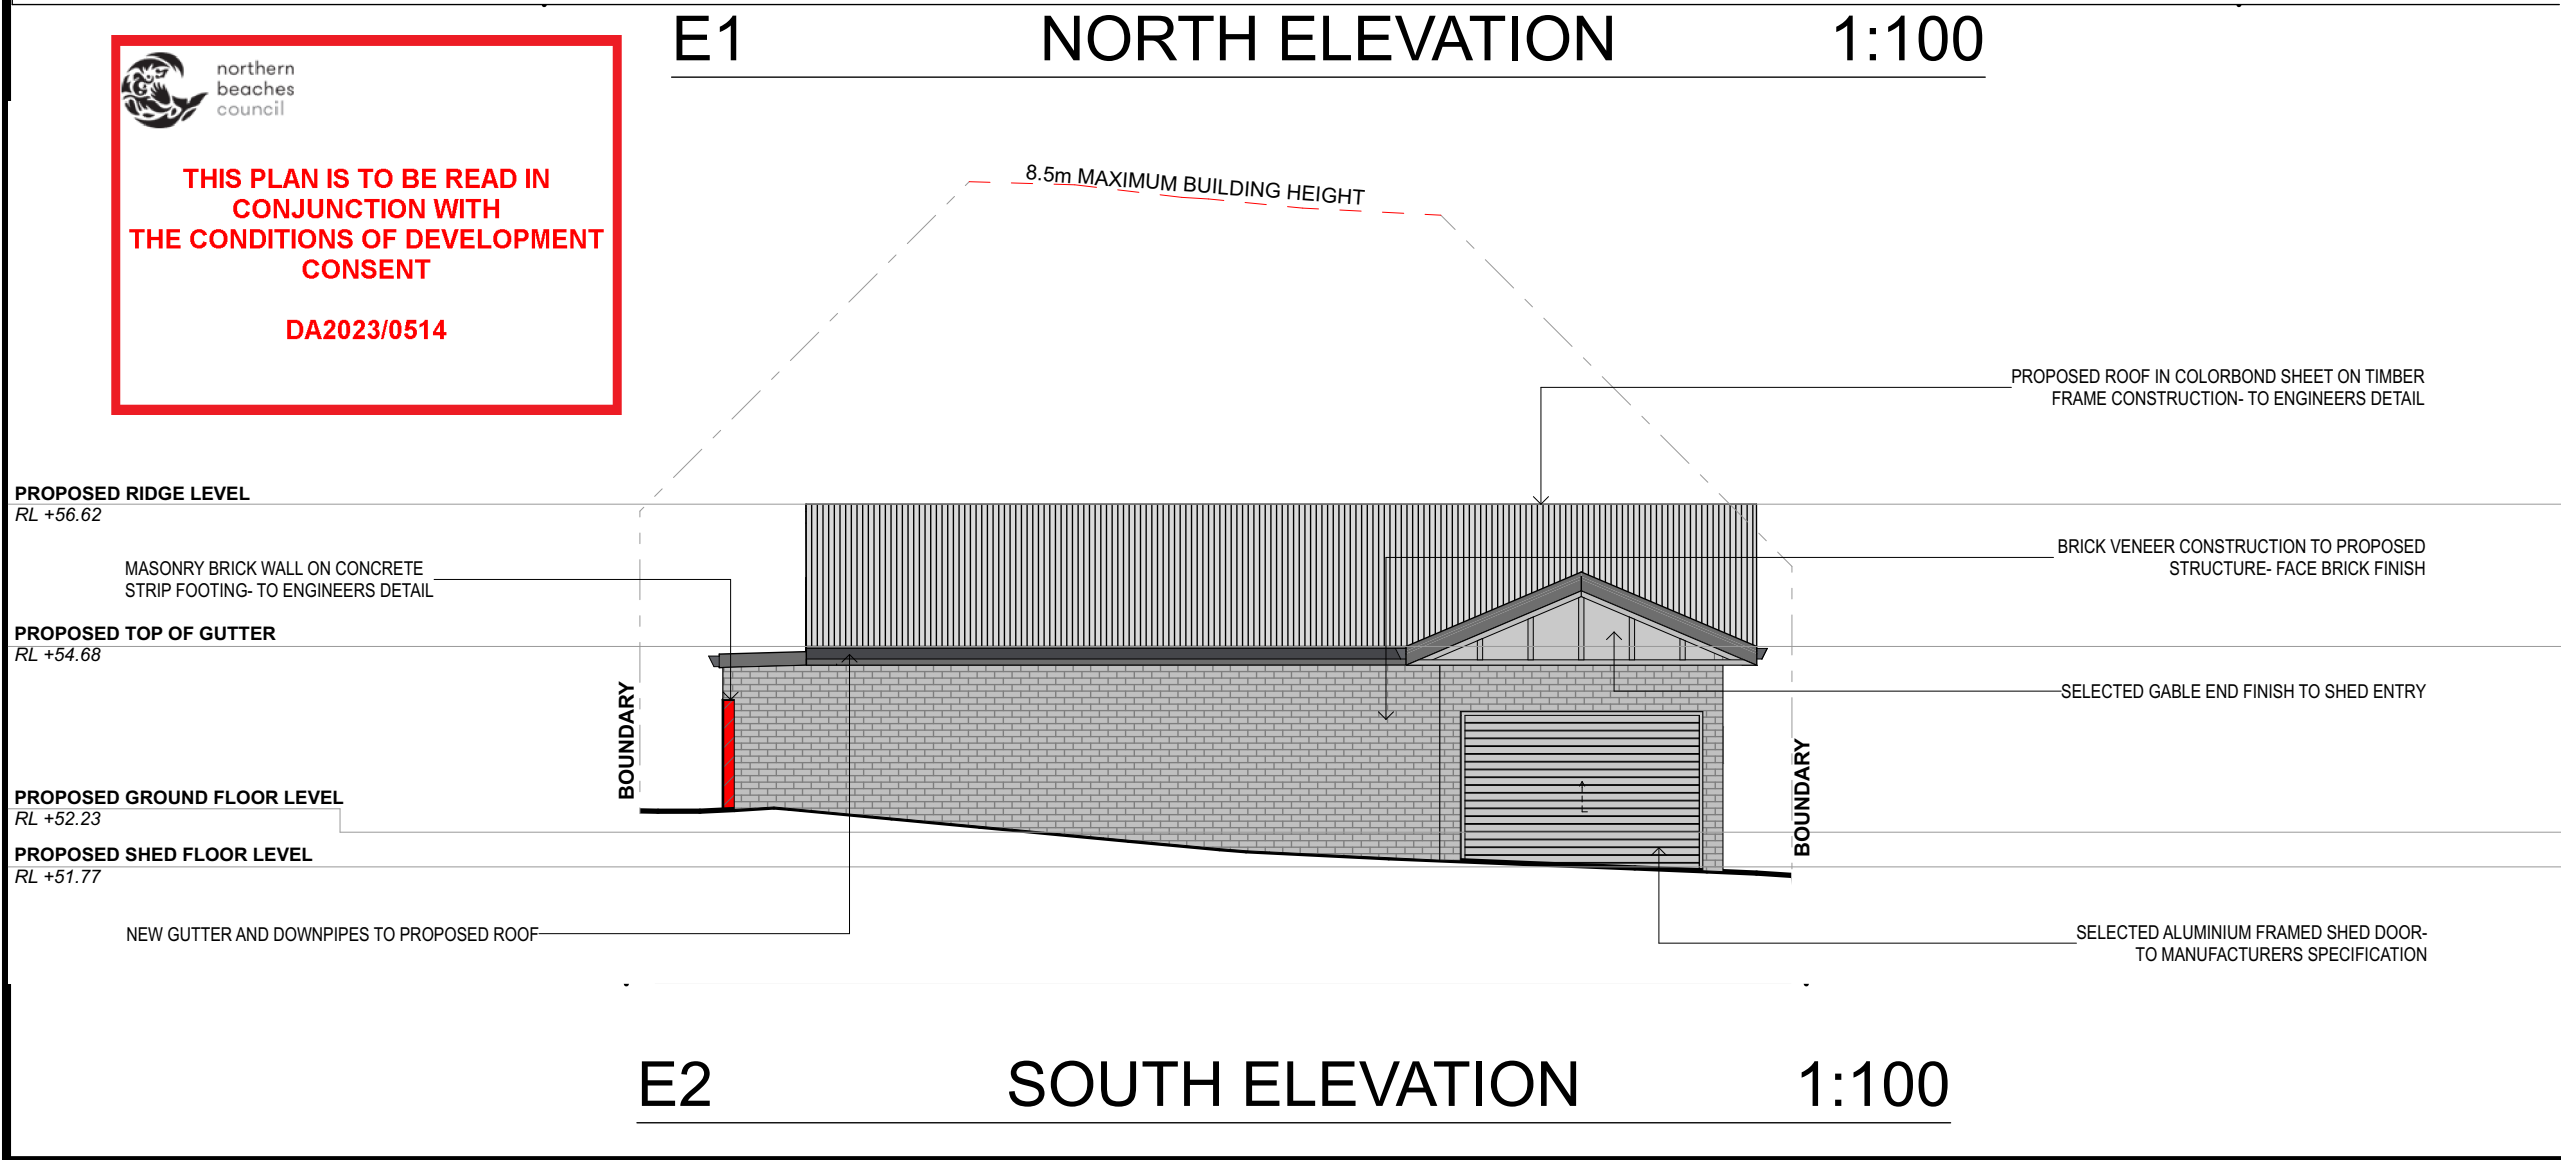 E1 NORTH ELEVATION 1:100
northern
beaches
council
THIS PLAN IS TO BE READ IN
CONJUNCTION WITH
THE CONDITIONS OF DEVELOPMENT
CONSENT
DA2023/0514
8.5m MAXIMUM BUILDING HEIGHT
PROPOSED ROOF IN COLORBOND SHEET ON TIMBER
FRAME CONSTRUCTION- TO ENGINEERS DETAIL
PROPOSED RIDGE LEVEL
RL +56.62
BRICK VENEER CONSTRUCTION TO PROPOSED
STRUCTURE- FACE BRICK FINISH
MASONRY BRICK WALL ON CONCRETE
STRIP FOOTING- TO ENGINEERS DETAIL
PROPOSED TOP OF GUTTER
RL +54.68
SELECTED GABLE END FINISH TO SHED ENTRY
BOUNDARY
BOUNDARY
PROPOSED GROUND FLOOR LEVEL
RL +52.23
PROPOSED SHED FLOOR LEVEL
RL +51.77
NEW GUTTER AND DOWNPIPES TO PROPOSED ROOF
SELECTED ALUMINIUM FRAMED SHED DOOR-
TO MANUFACTURERS SPECIFICATION
E2 SOUTH ELEVATION 1:100